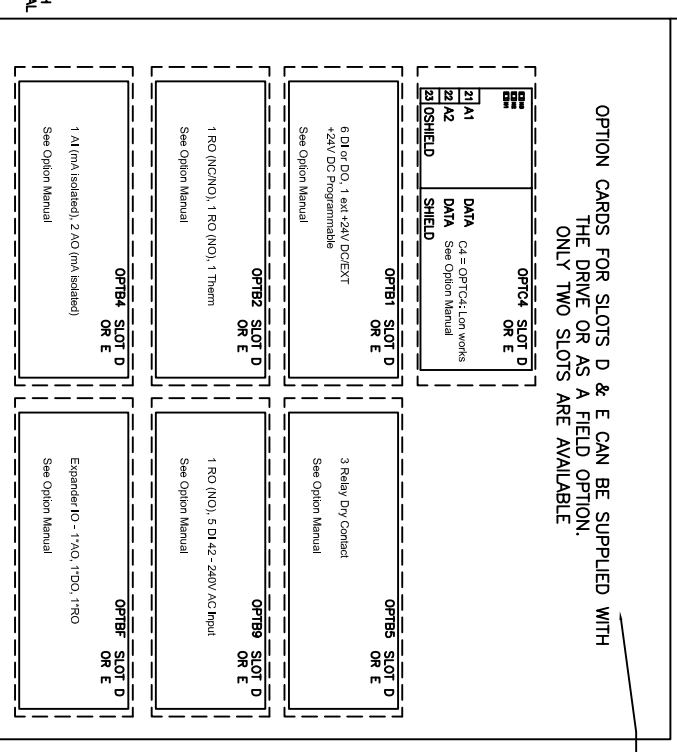 OPTION CARDS FOR SLOTS D & E CAN BE SUPPLIED WITH
THE DRIVE OR AS A FIELD OPTION.
ONLY TWO SLOTS ARE AVAILABLE
OPTC4 SLOT D
OR E
21 A1
22 A2
23 OSHIELD
DATA
DATA
SHIELD
C4 = OPTC4: Lon works
See Option Manual
OPTB1 SLOT D
OR E
6 DI or DO, 1 ext +24V DC/EXT
+24V DC Programmable
See Option Manual
OPTB5 SLOT D
OR E
3 Relay Dry Contact
See Option Manual
OPTB2 SLOT D
OR E
1 RO (NC/NO), 1 RO (NO), 1 Therm
See Option Manual
OPTB9 SLOT D
OR E
1 RO (NO), 5 DI 42 - 240V AC Input
See Option Manual
OPTB4 SLOT D
OR E
1 AI (mA isolated), 2 AO (mA isolated)
See Option Manual
OPTBF SLOT D
OR E
Expander IO - 1*AO, 1*DO, 1*RO
See Option Manual